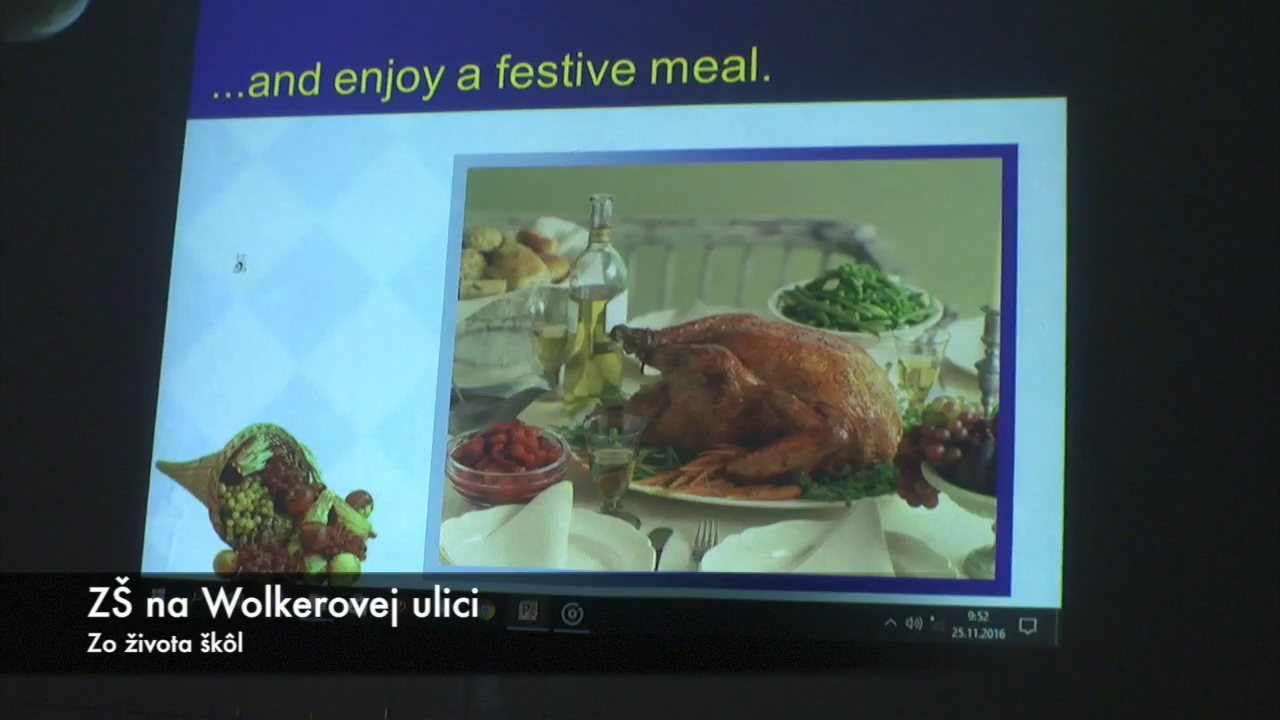 ...and enjoy a festive meal.
ZŠ na Wolkerovej ulici
Zo života škôl
9:52
25.11.2016